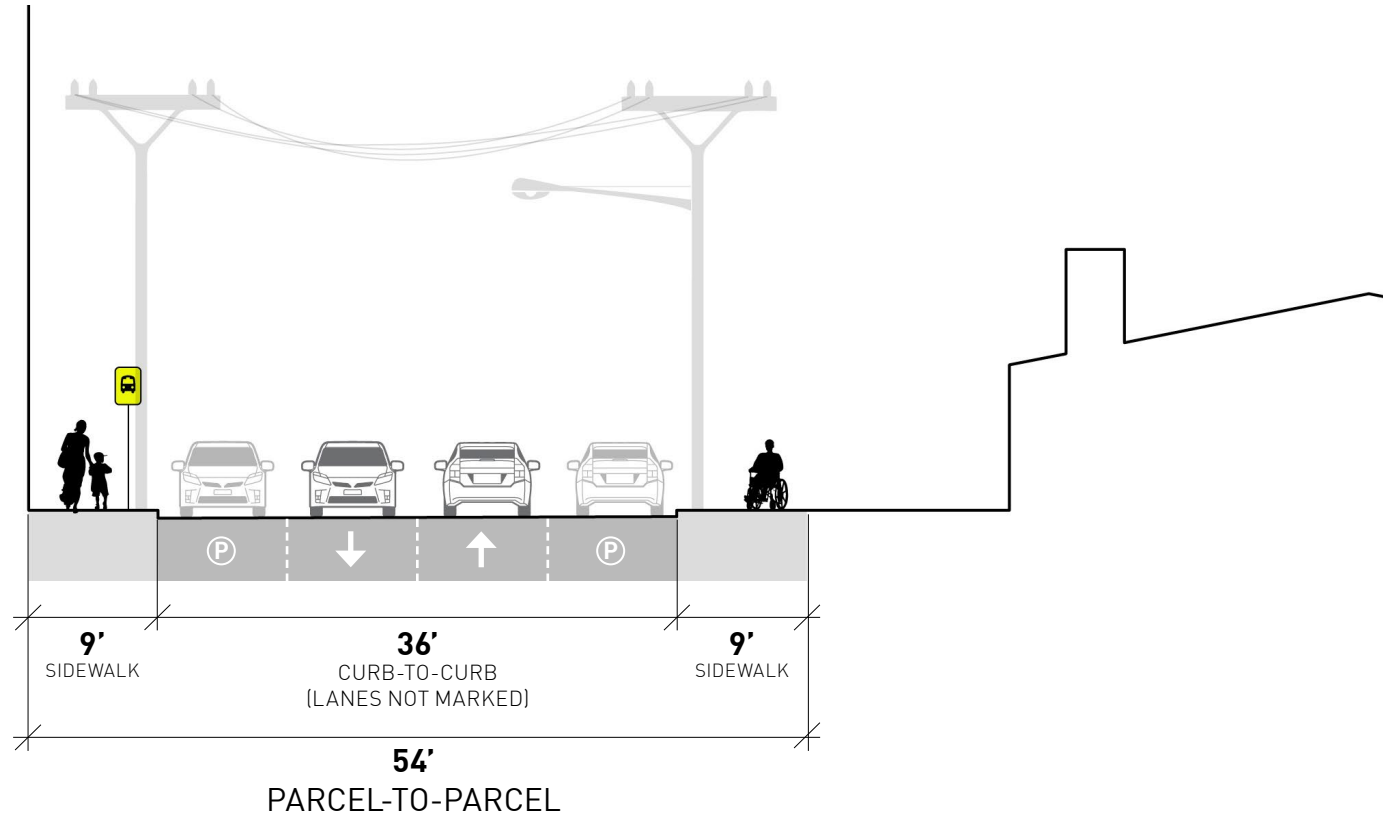 P
P
9’
SIDEWALK
36’
CURB-TO-CURB
(LANES NOT MARKED)
9’
SIDEWALK
54’
PARCEL-TO-PARCEL